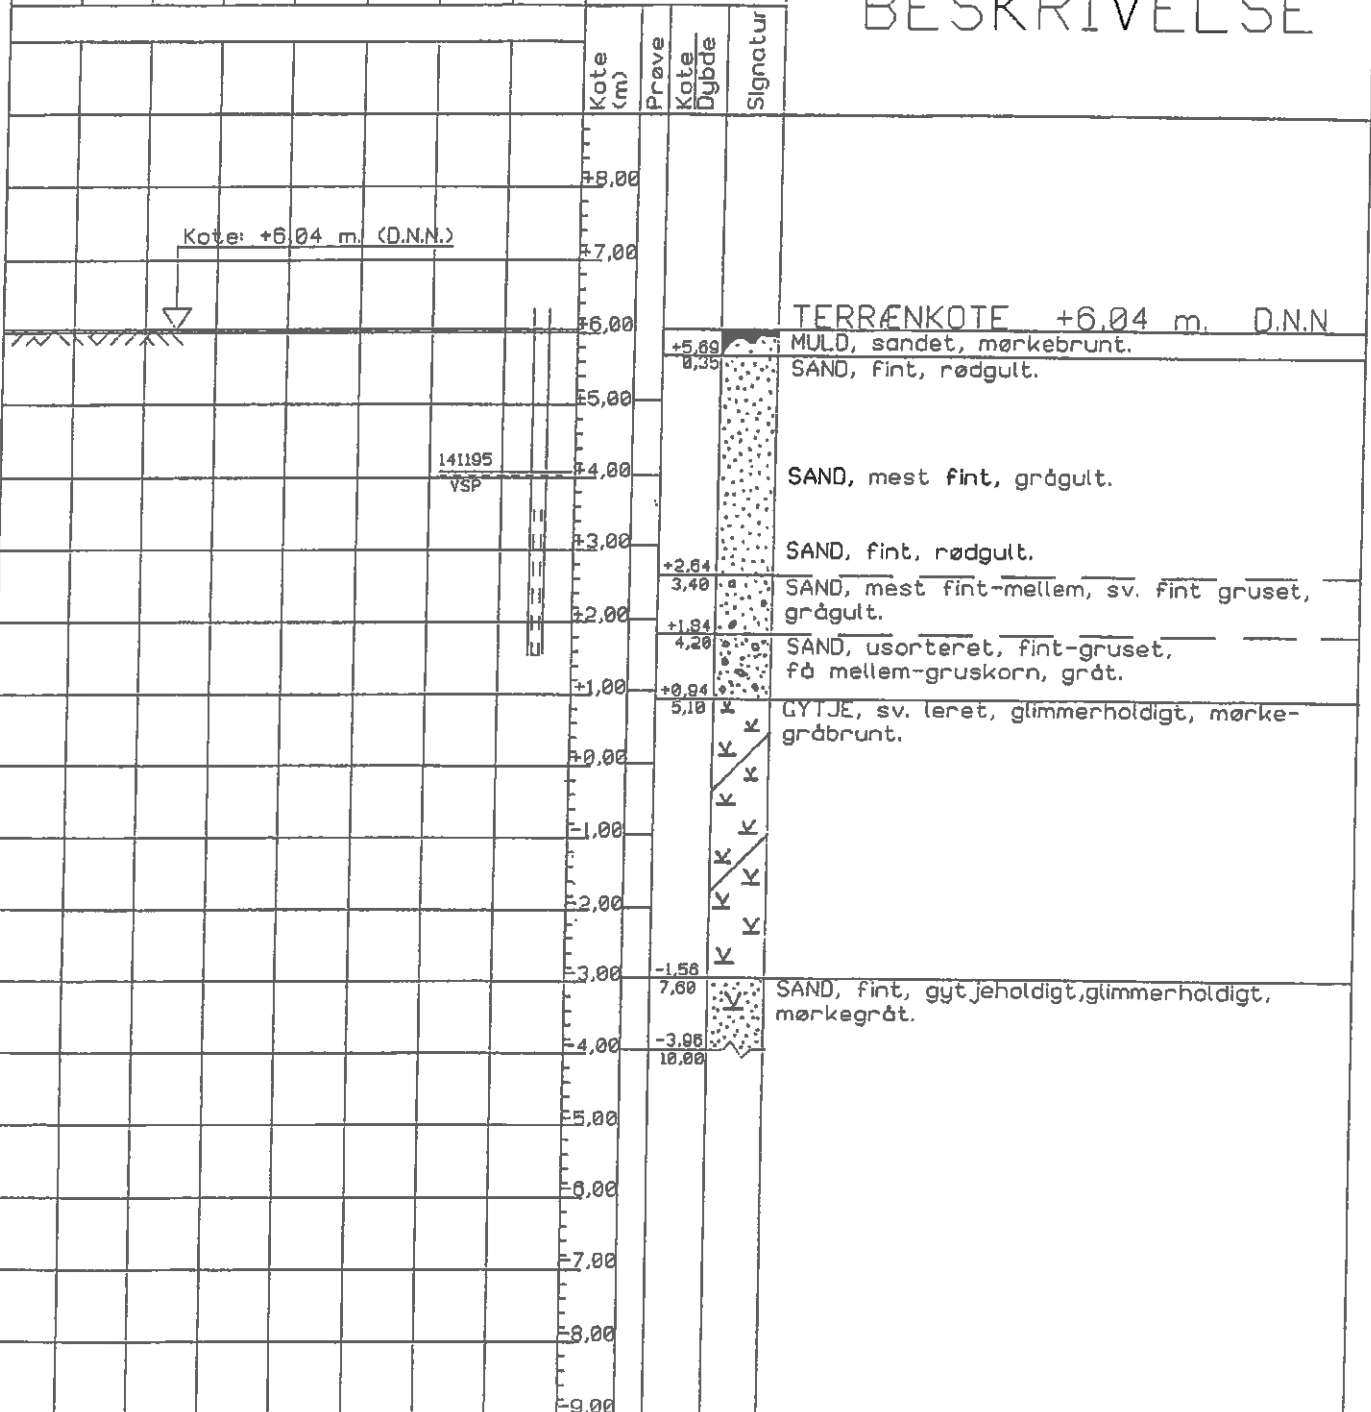 BESKRIVELSE
Kote
(m)
Prøve
Kote
Dybde
Signatur
+8,00
Kote: +6.04 m. (D.N.N.)
+7,00
TERRÆNKOTE +6.04 m. D.N.N
+6,00
+5,69
0,35
MULD, sandet, mørkebrunt.
SAND, fint, rødgult.
+5,00
141195
VSP
+4,00
SAND, mest fint, grågult.
+3,00
SAND, fint, rødgult.
+2,64
3,40
SAND, mest fint-mellem, sv. fint gruset,
grågult.
+2,00
+1,84
4,20
SAND, usorteret, fint-gruset,
få mellem-gruskorn, gråt.
+1,00
+0,94
5,10
GYTJE, sv. leret, glimmerholdigt, mørke-
gråbrunt.
+0,00
-1,00
-2,00
-3,00
-1,56
7,60
SAND, fint, gytjeholdigt,glimmerholdigt,
mørkegråt.
-4,00
-3.96
10,00
-5,00
-6,00
-7,00
-8,00
-9,00